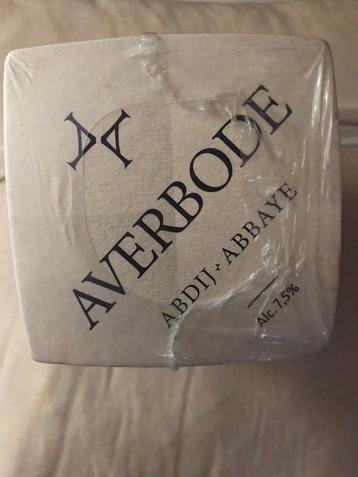 AVERBODE
ABDIJ + ABBAYE
Alc. 7,5%